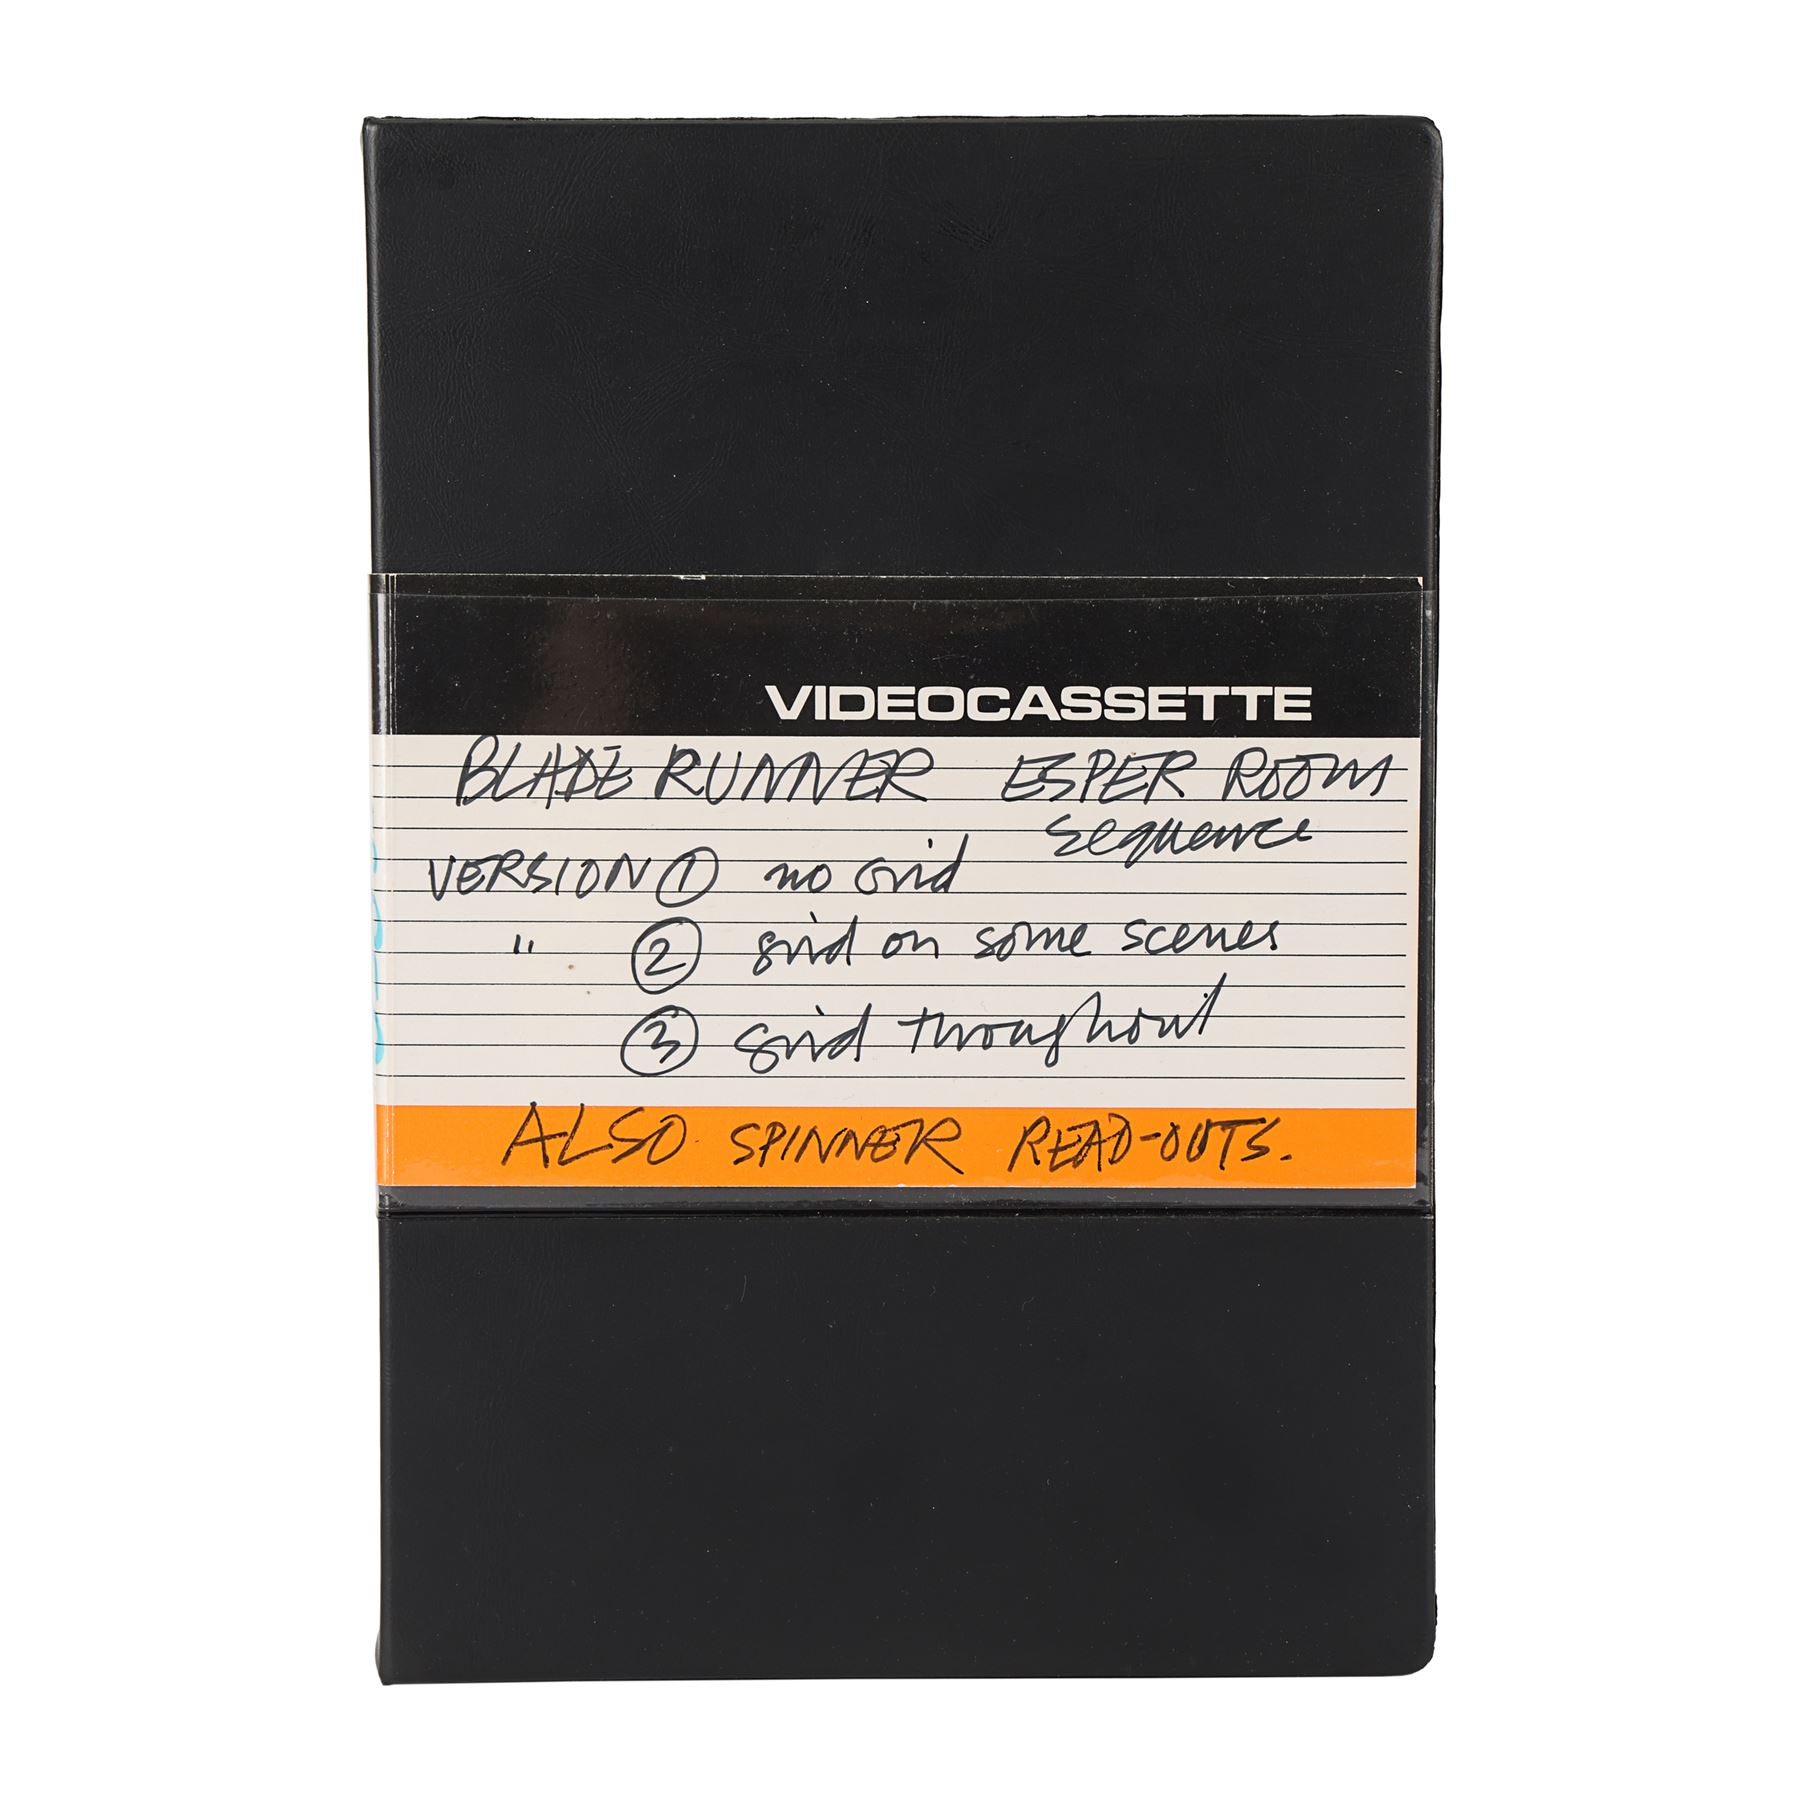 VIDEOCASSETTE
BLADE RUNNER ESPER ROOM
sequence
VERSION ① no grid
" ② grid on some scenes
③ grid throughout
ALSO SPINNER READ-OUTS.